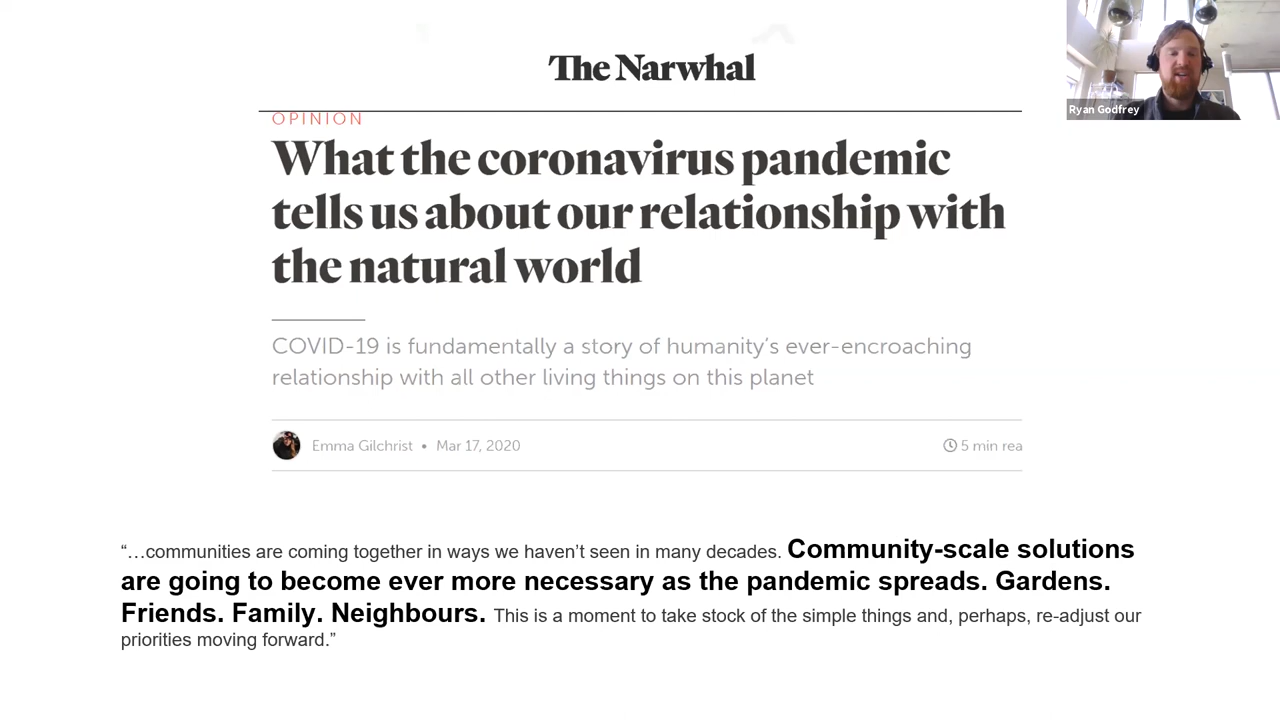 The Narwhal
Ryan Godfrey
OPINION
What the coronavirus pandemic
tells us about our relationship with
the natural world
COVID-19 is fundamentally a story of humanity’s ever-encroaching
relationship with all other living things on this planet
Emma Gilchrist • Mar 17, 2020
5 min rea
“…communities are coming together in ways we haven’t seen in many decades. Community-scale solutions
are going to become ever more necessary as the pandemic spreads. Gardens.
Friends. Family. Neighbours. This is a moment to take stock of the simple things and, perhaps, re-adjust our
priorities moving forward.”